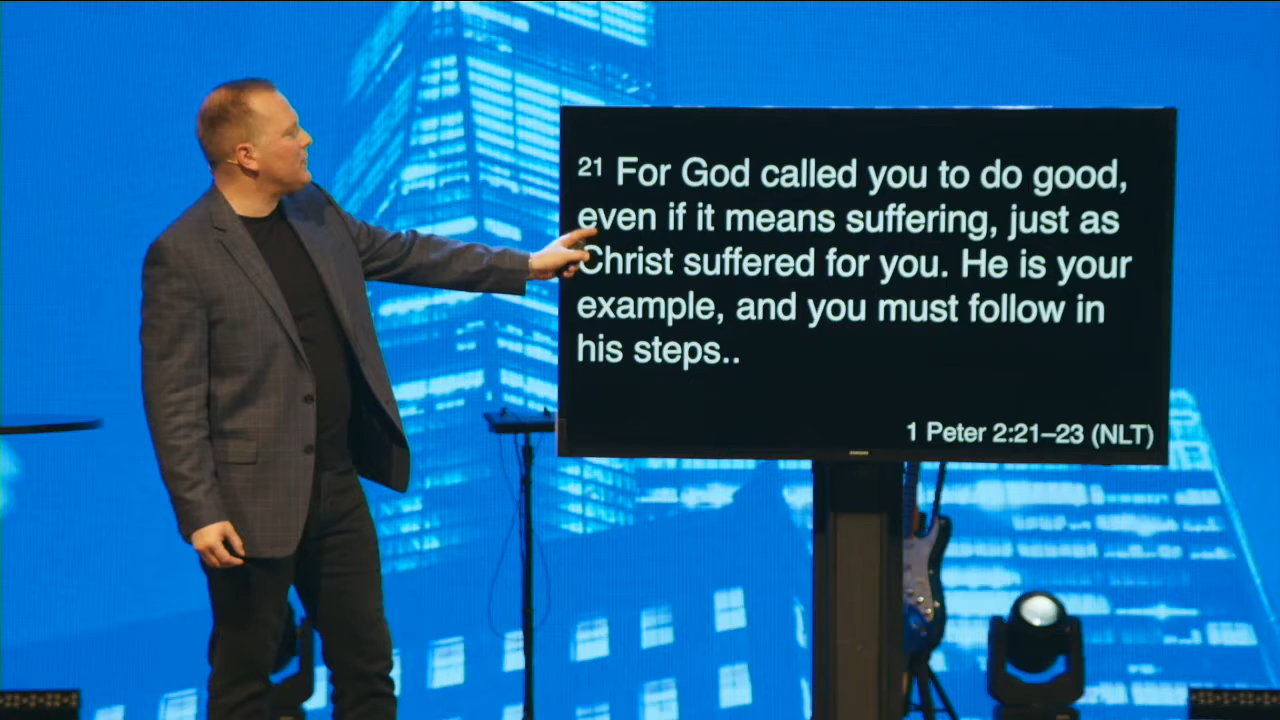 21 For God called you to do good,
even if it means suffering, just as
Christ suffered for you. He is your
example, and you must follow in
his steps..
1 Peter 2:21–23 (NLT)